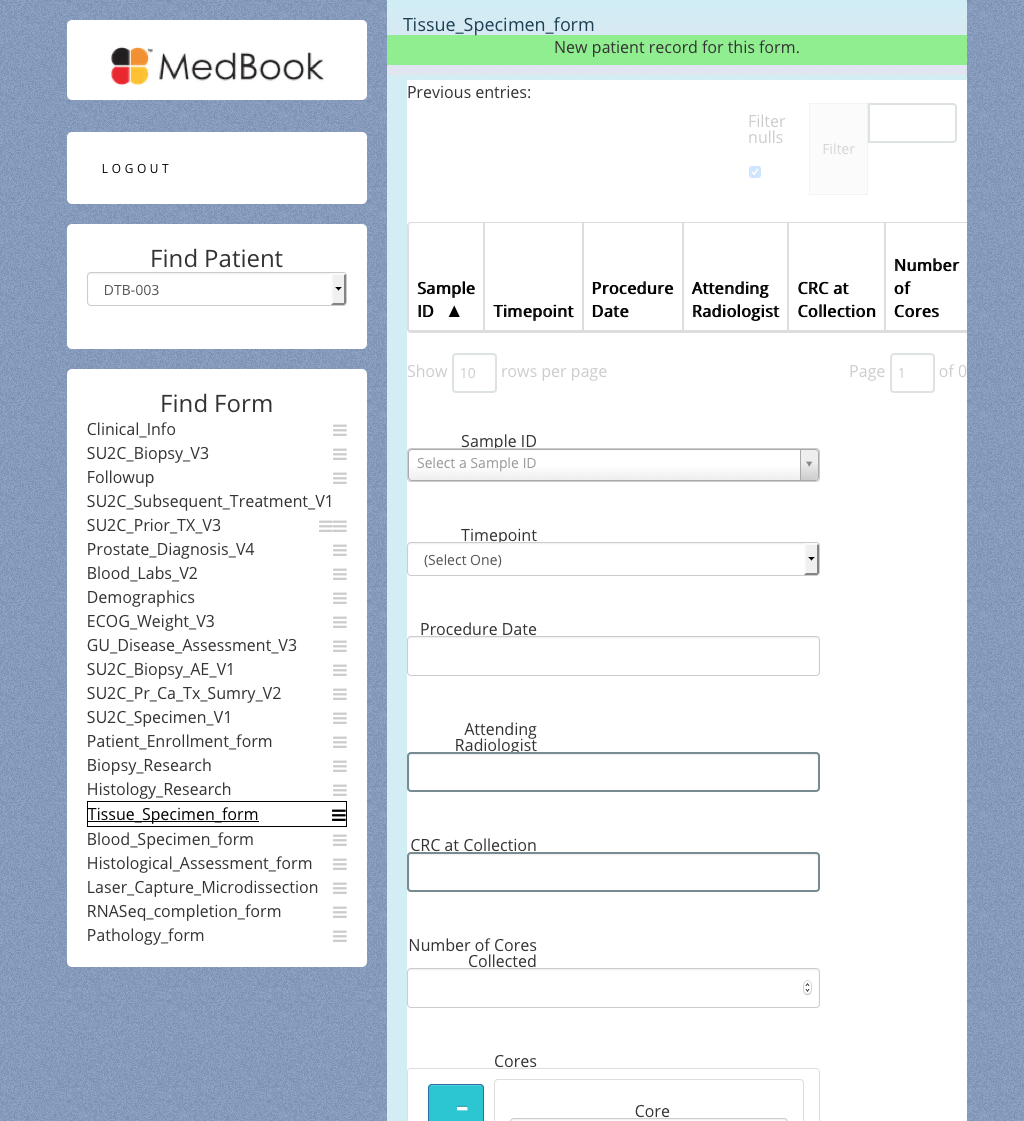 MedBook
LOGOUT
Find Patient
DTB-003
Find Form
Clinical_Info
SU2C_Biopsy_V3
Followup
SU2C_Subsequent_Treatment_V1
SU2C_Prior_TX_V3
Prostate_Diagnosis_V4
Blood_Labs_V2
Demographics
ECOG_Weight_V3
GU_Disease_Assessment_V3
SU2C_Biopsy_AE_V1
SU2C_Pr_Ca_Tx_Sumry_V2
SU2C_Specimen_V1
Patient_Enrollment_form
Biopsy_Research
Histology_Research
Tissue_Specimen_form
Blood_Specimen_form
Histological_Assessment_form
Laser_Capture_Microdissection
RNASeq_completion_form
Pathology_form
Tissue_Specimen_form
New patient record for this form.
Previous entries:
Filter
nulls
Filter
Sample
ID ▲
Timepoint
Procedure
Date
Attending
Radiologist
CRC at
Collection
Number
of
Cores
Show 10 rows per page
Page 1 of 0
Sample ID
Select a Sample ID
Timepoint
(Select One)
Procedure Date
Attending
Radiologist
CRC at Collection
Number of Cores
Collected
Cores
Core